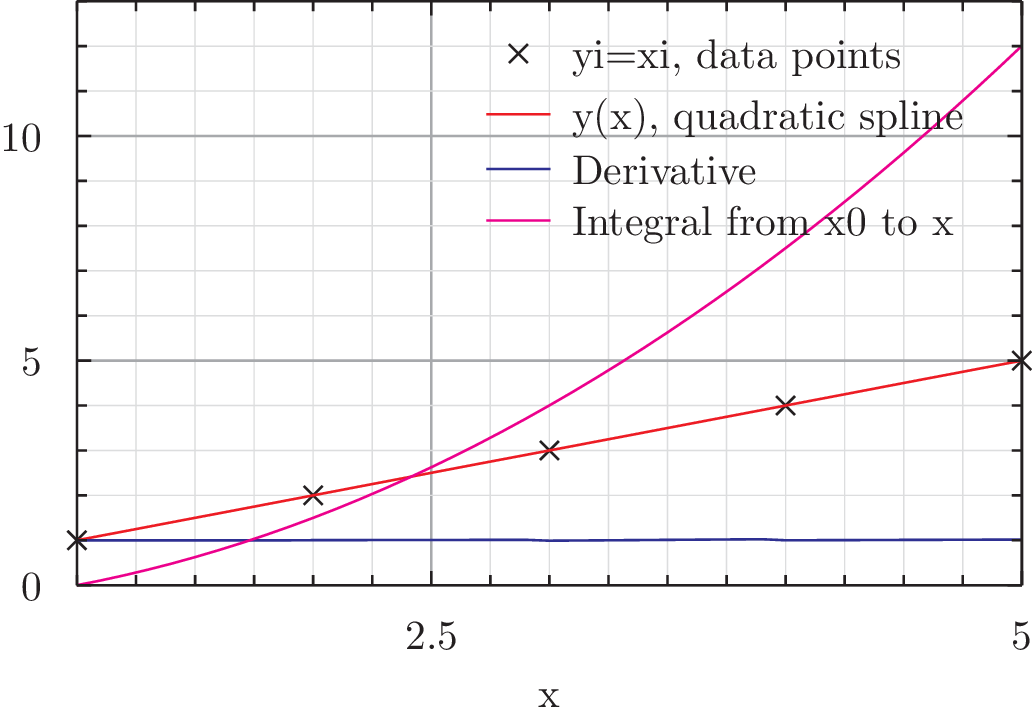 yi=xi, data points
y(x), quadratic spline
Derivative
Integral from x0 to x
10
5
0
2.5
5
x